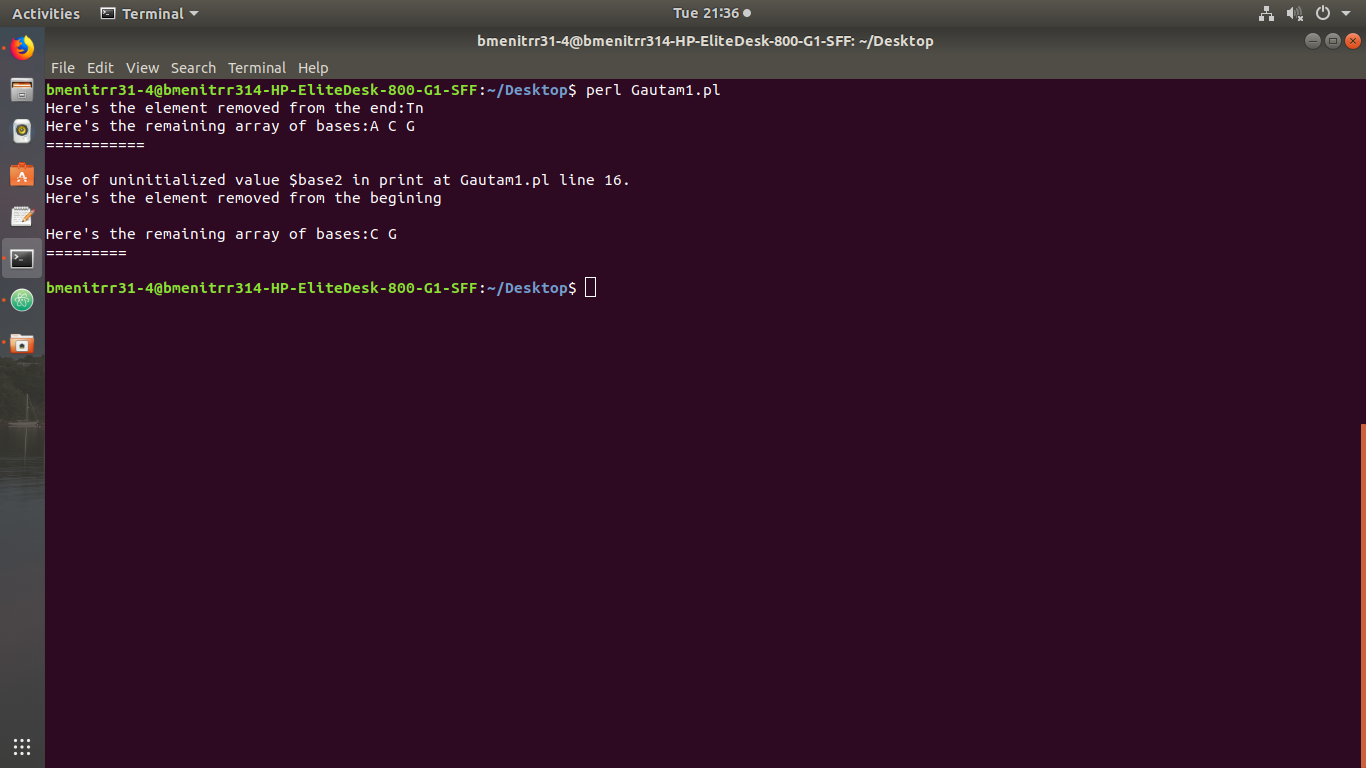 Activities Terminal Tue 21:36
bmenitrr31-4@bmenitrr314-HP-EliteDesk-800-G1-SFF: ~/Desktop
File Edit View Search Terminal Help
bmenitrr31-4@bmenitrr314-HP-EliteDesk-800-G1-SFF:~/Desktop$ perl Gautam1.pl
Here's the element removed from the end:Tn
Here's the remaining array of bases:A C G
===========
Use of uninitialized value $base2 in print at Gautam1.pl line 16.
Here's the element removed from the begining
Here's the remaining array of bases:C G
=========
bmenitrr31-4@bmenitrr314-HP-EliteDesk-800-G1-SFF:~/Desktop$